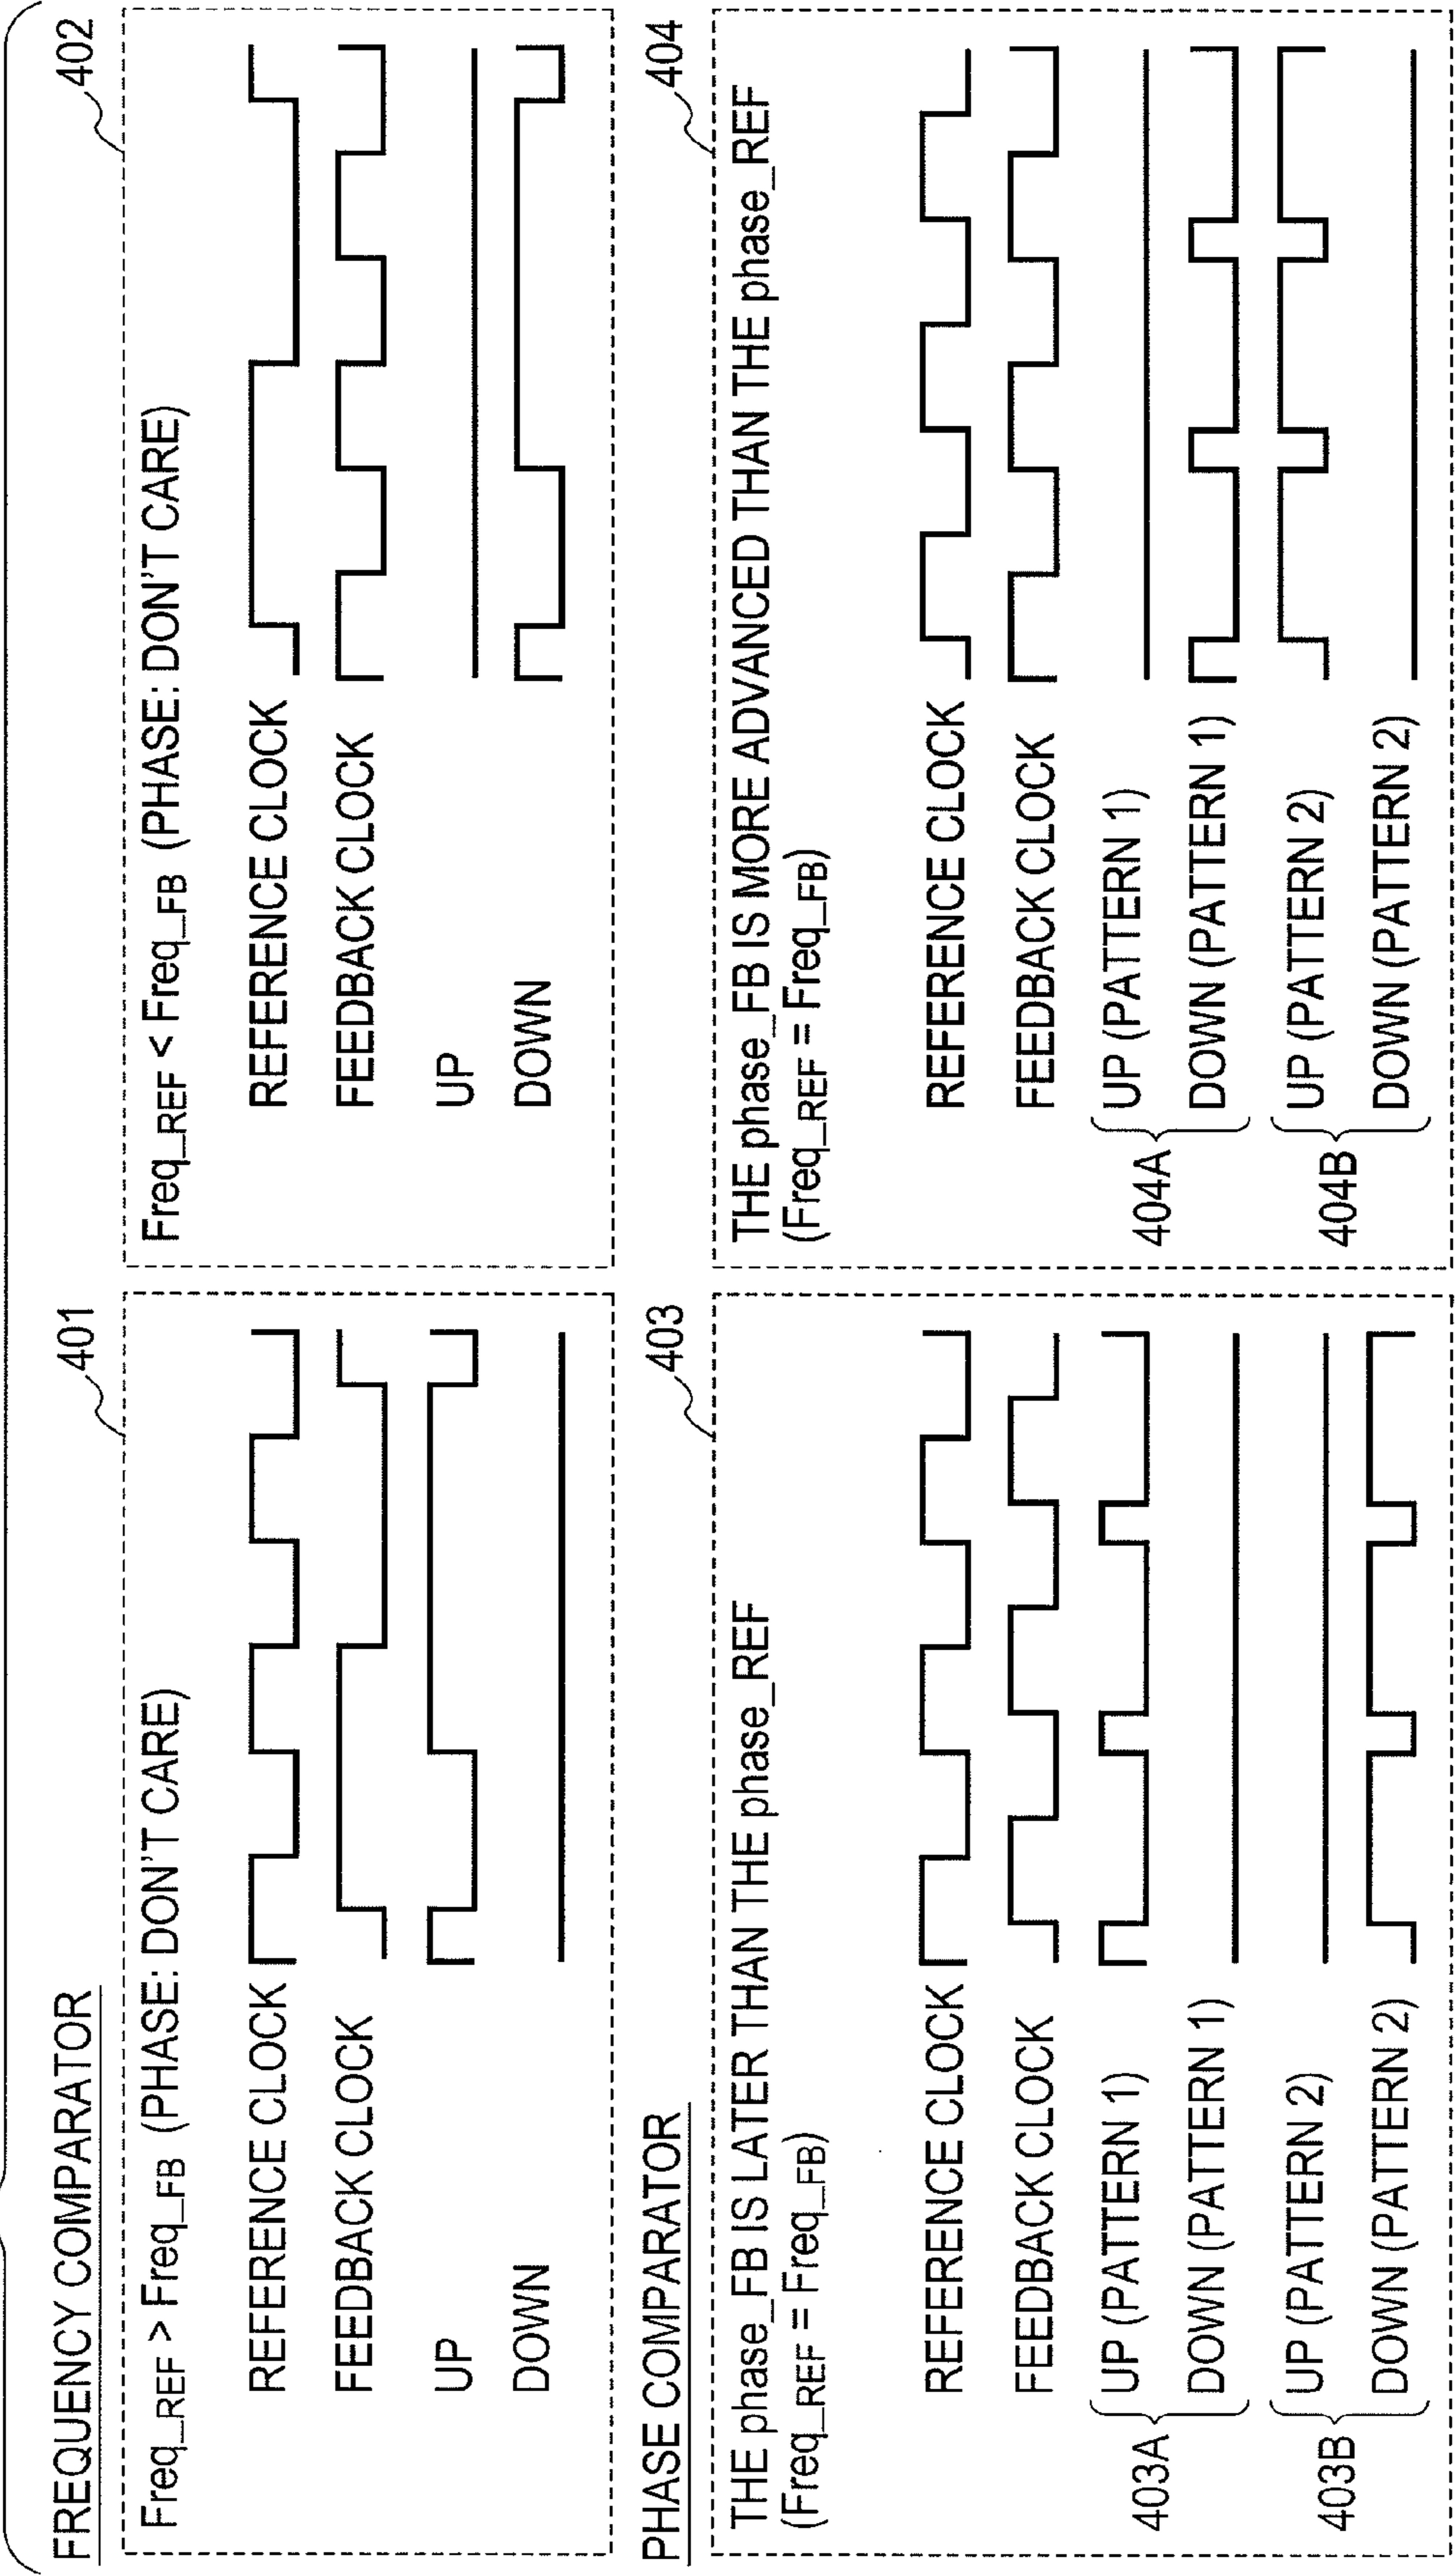 FREQUENCY COMPARATOR
401
Freq_REF > Freq_FB (PHASE: DON'T CARE)
REFERENCE CLOCK
FEEDBACK CLOCK
UP
DOWN
402
Freq_REF < Freq_FB (PHASE: DON'T CARE)
REFERENCE CLOCK
FEEDBACK CLOCK
UP
DOWN
PHASE COMPARATOR
403
THE phase_FB IS LATER THAN THE phase_REF
(Freq_REF = Freq_FB)
REFERENCE CLOCK
FEEDBACK CLOCK
403A
UP (PATTERN 1)
DOWN (PATTERN 1)
403B
UP (PATTERN 2)
DOWN (PATTERN 2)
404
THE phase_FB IS MORE ADVANCED THAN THE phase_REF
(Freq_REF = Freq_FB)
REFERENCE CLOCK
FEEDBACK CLOCK
404A
UP (PATTERN 1)
DOWN (PATTERN 1)
404B
UP (PATTERN 2)
DOWN (PATTERN 2)